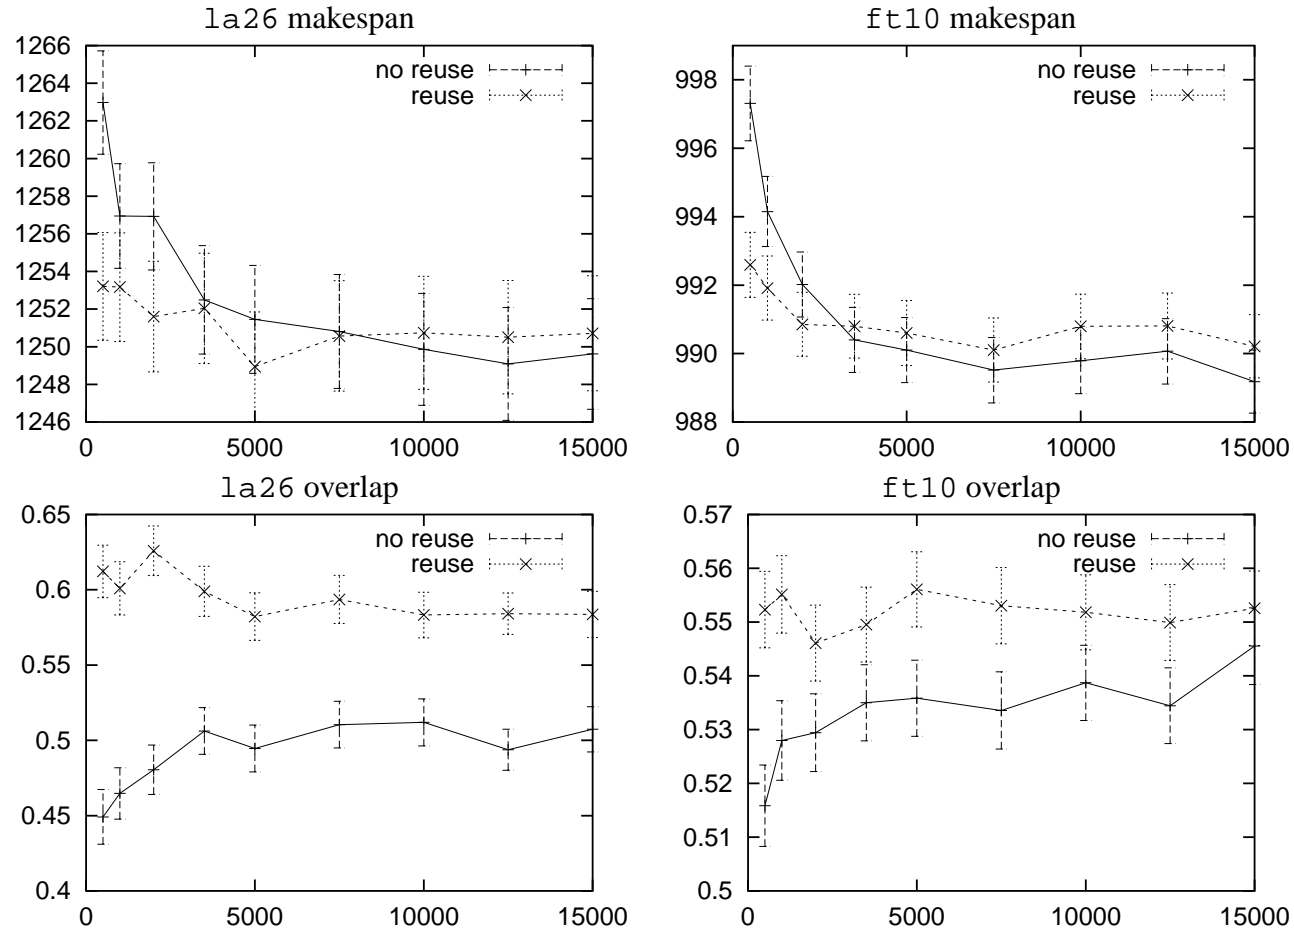 la26 makespan
1266
1264
1262
1260
1258
1256
1254
1252
1250
1248
1246
0 5000 10000 15000
no reuse
reuse
ft10 makespan
998
996
994
992
990
988
0 5000 10000 15000
no reuse
reuse
la26 overlap
0.65
0.6
0.55
0.5
0.45
0.4
0 5000 10000 15000
no reuse
reuse
ft10 overlap
0.57
0.56
0.55
0.54
0.53
0.52
0.51
0.5
0 5000 10000 15000
no reuse
reuse